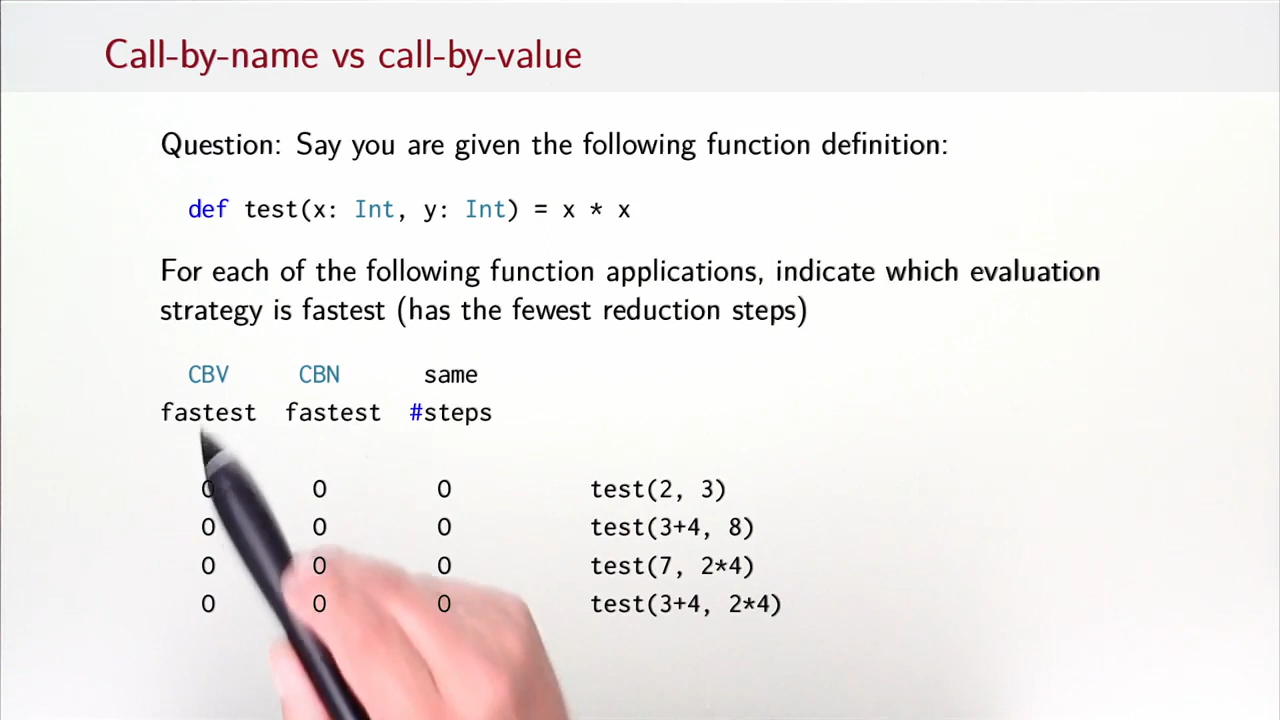 Call-by-name vs call-by-value
Question: Say you are given the following function definition:
def test(x: Int, y: Int) = x * x
For each of the following function applications, indicate which evaluation
strategy is fastest (has the fewest reduction steps)
CBV CBN same
fastest fastest #steps
0 0 0 test(2, 3)
0 0 0 test(3+4, 8)
0 0 0 test(7, 2*4)
0 0 0 test(3+4, 2*4)